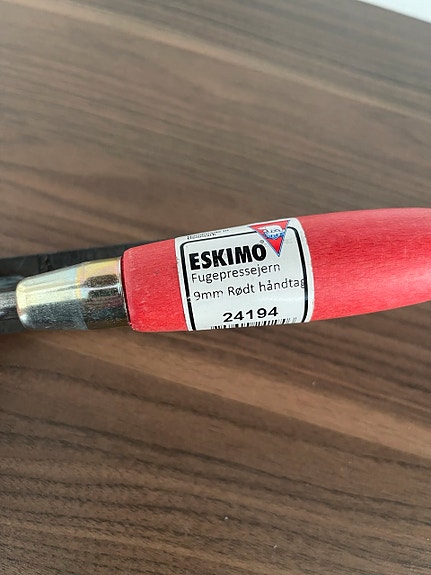 ESKIMO®
Fugepressejern
9mm Rødt håndtag
24194